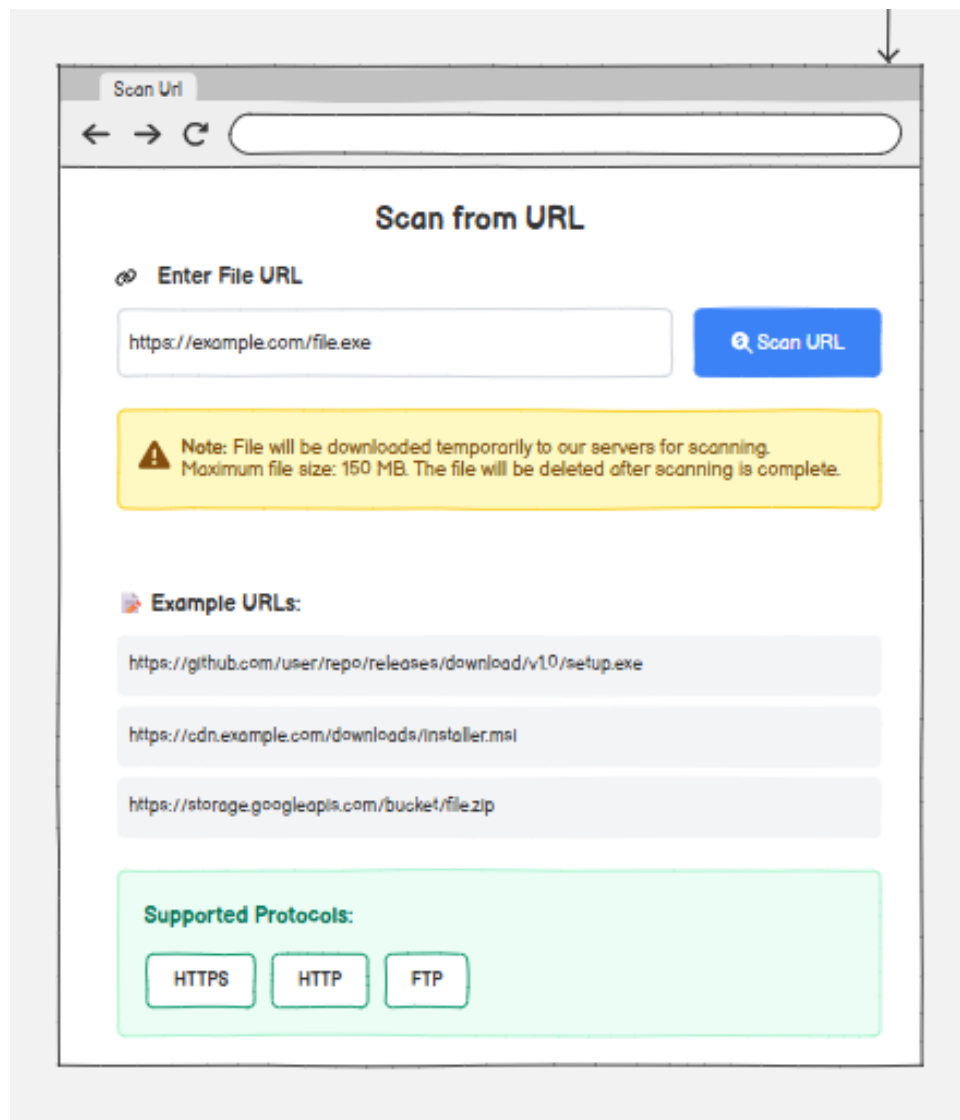 Scan Url
Scan from URL
Enter File URL
https://example.com/file.exe
Scan URL
Note: File will be downloaded temporarily to our servers for scanning.
Maximum file size: 150 MB. The file will be deleted after scanning is complete.
Example URLs:
https://github.com/user/repo/releases/download/v1.0/setup.exe
https://cdn.example.com/downloads/installer.msi
https://storage.googleapis.com/bucket/file.zip
Supported Protocols:
HTTPS
HTTP
FTP